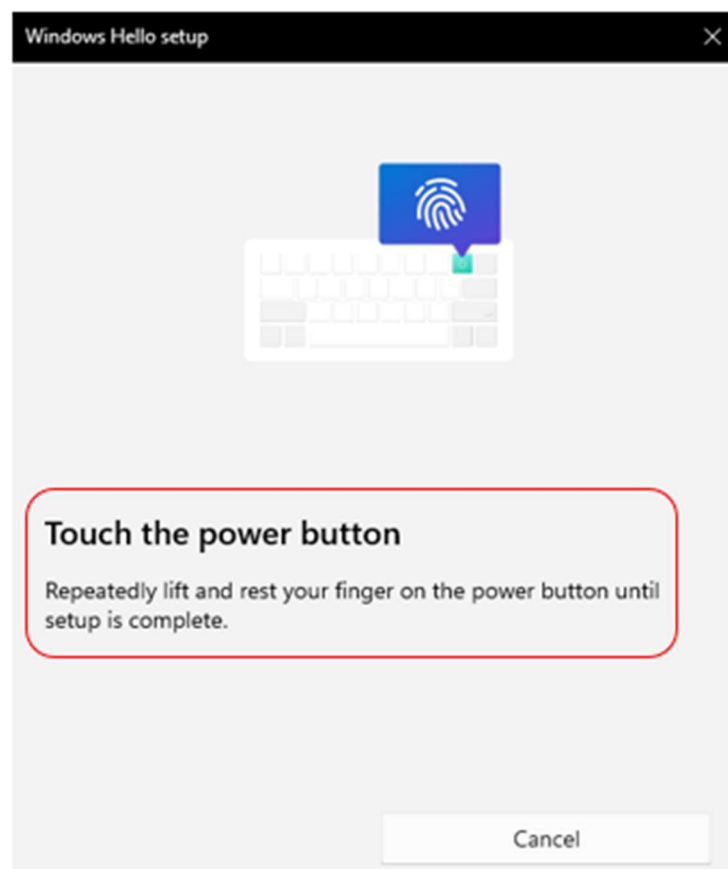 Windows Hello setup
Touch the power button
Repeatedly lift and rest your finger on the power button until
setup is complete.
Cancel